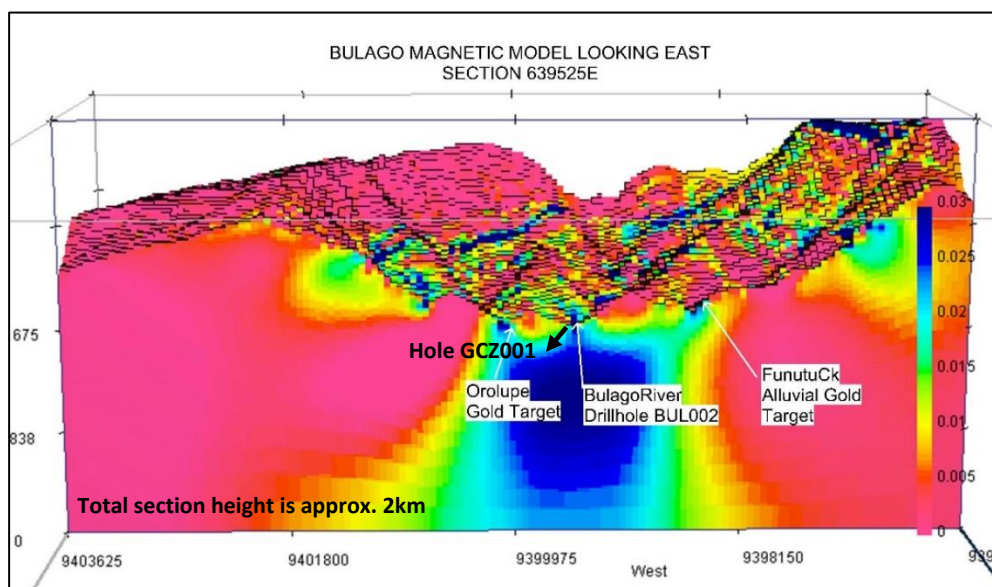 BULAGO MAGNETIC MODEL LOOKING EAST
SECTION 639525E
0.03
0.025
0.02
0.015
0.01
0.005
0
675
838
0
Hole GCZ001
Orolupe
Gold Target
BulagoRiver
Drillhole BUL002
FunutuCk
Alluvial Gold
Target
Total section height is approx. 2km
9403625
9401800
9399975
9398150
939
West